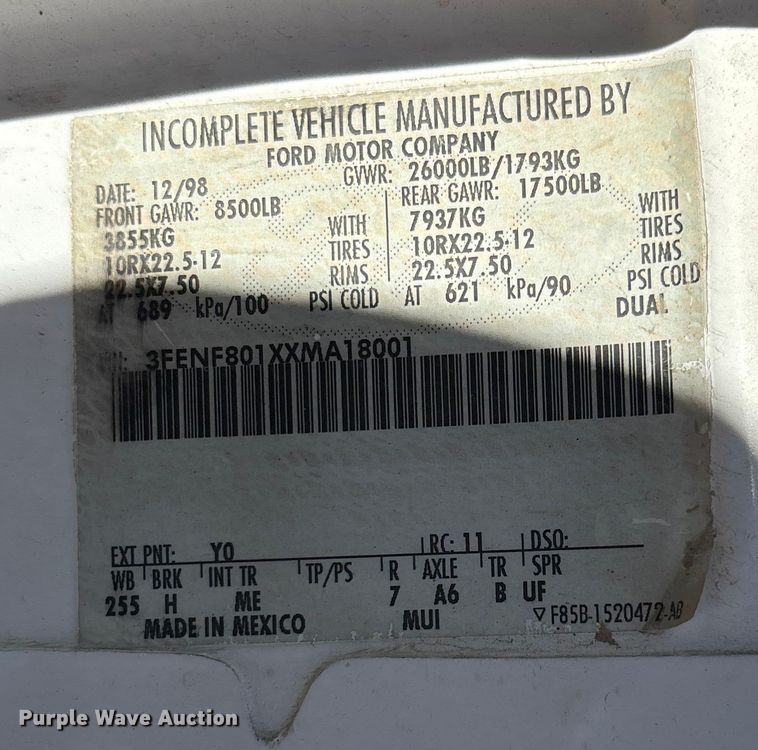 INCOMPLETE VEHICLE MANUFACTURED BY
FORD MOTOR COMPANY
DATE: 12/98 GVWR: 26000LB/1793KG
FRONT GAWR: 8500LB REAR GAWR: 17500LB
3855KG WITH 7937KG WITH
10RX22.5-12 TIRES 10RX22.5-12 TIRES
22.5X7.50 RIMS 22.5X7.50 RIMS
AT 689 kPa/100 PSI COLD AT 621 kPa/90 PSI COLD
DUAL
3FENF801XXMA18001
EXT PNT: YO RC: 11 DSO:
WB BRK INT TR TP/PS R AXLE TR SPR
255 H ME 7 A6 B UF
MADE IN MEXICO MUI ▽ F85B-1520472-AB
Purple Wave Auction